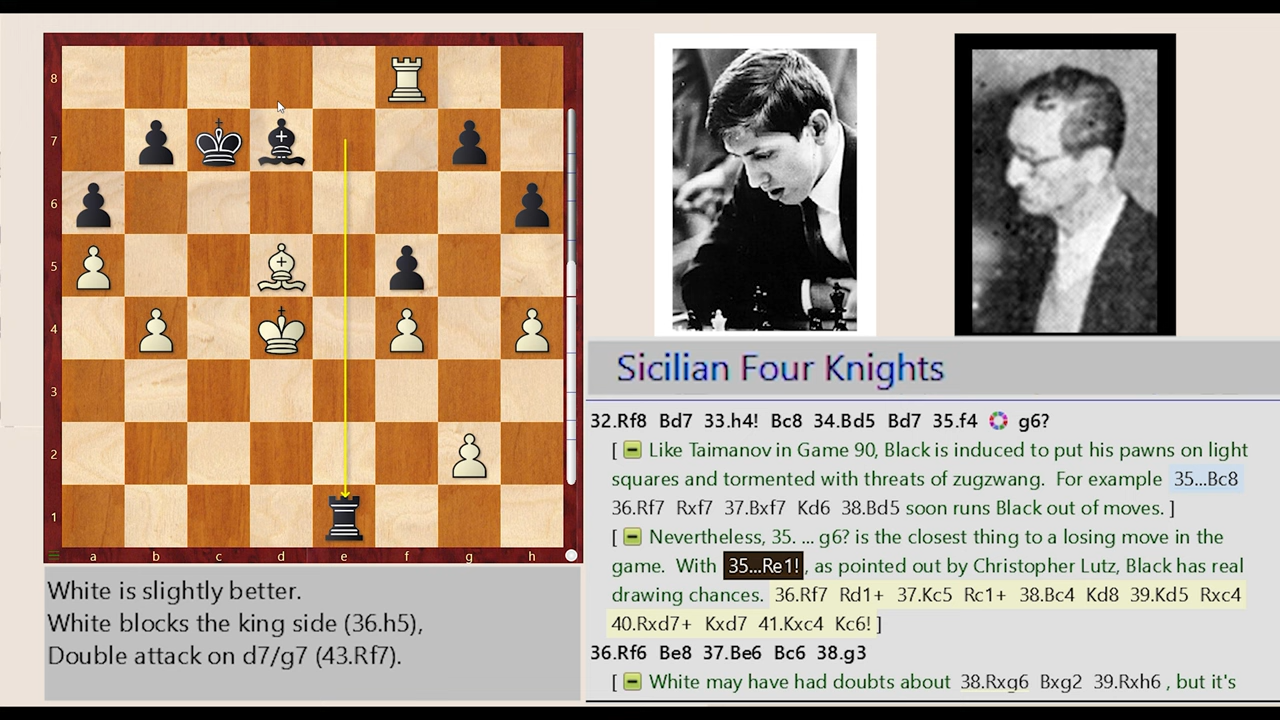 8
7
6
5
4
3
2
1
a b c d e f g h
White is slightly better.
White blocks the king side (36.h5),
Double attack on d7/g7 (43.Rf7).
Sicilian Four Knights
32.Rf8 Bd7 33.h4! Bc8 34.Bd5 Bd7 35.f4 g6?
[ Like Taimanov in Game 90, Black is induced to put his pawns on light
squares and tormented with threats of zugzwang. For example 35...Bc8
36.Rf7 Rxf7 37.Bxf7 Kd6 38.Bd5 soon runs Black out of moves. ]
[ Nevertheless, 35. ... g6? is the closest thing to a losing move in the
game. With 35...Re1!, as pointed out by Christopher Lutz, Black has real
drawing chances. 36.Rf7 Rd1+ 37.Kc5 Rc1+ 38.Bc4 Kd8 39.Kd5 Rxc4
40.Rxd7+ Kxd7 41.Kxc4 Kc6! ]
36.Rf6 Be8 37.Be6 Bc6 38.g3
[ White may have had doubts about 38.Rxg6 Bxg2 39.Rxh6 , but it's